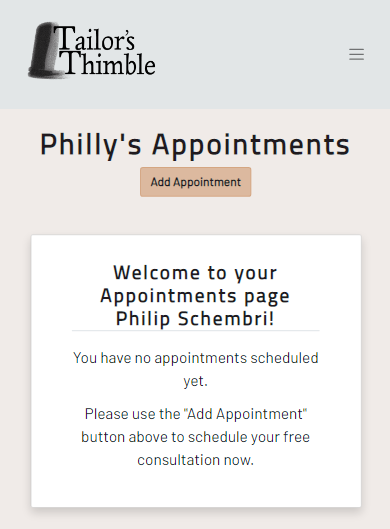 Tailor's
Thimble
Philly's Appointments
Add Appointment
Welcome to your
Appointments page
Philip Schembri!
You have no appointments scheduled
yet.
Please use the "Add Appointment"
button above to schedule your free
consultation now.